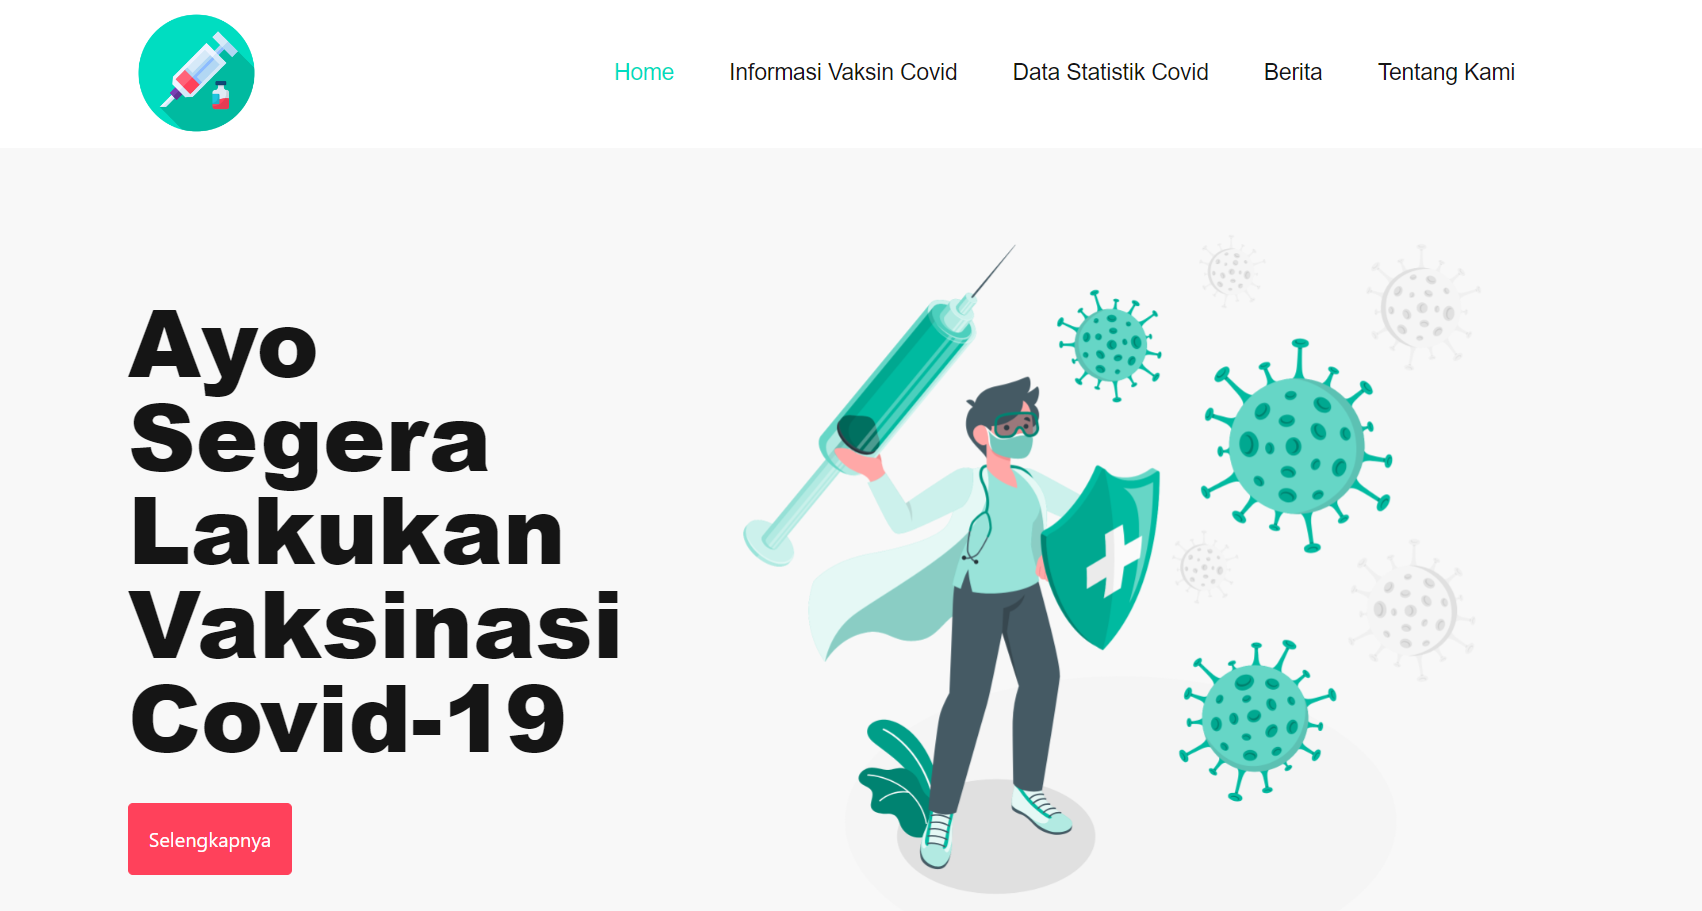 Home Informasi Vaksin Covid Data Statistik Covid Berita Tentang Kami
Ayo
Segera
Lakukan
Vaksinasi
Covid-19
Selengkapnya